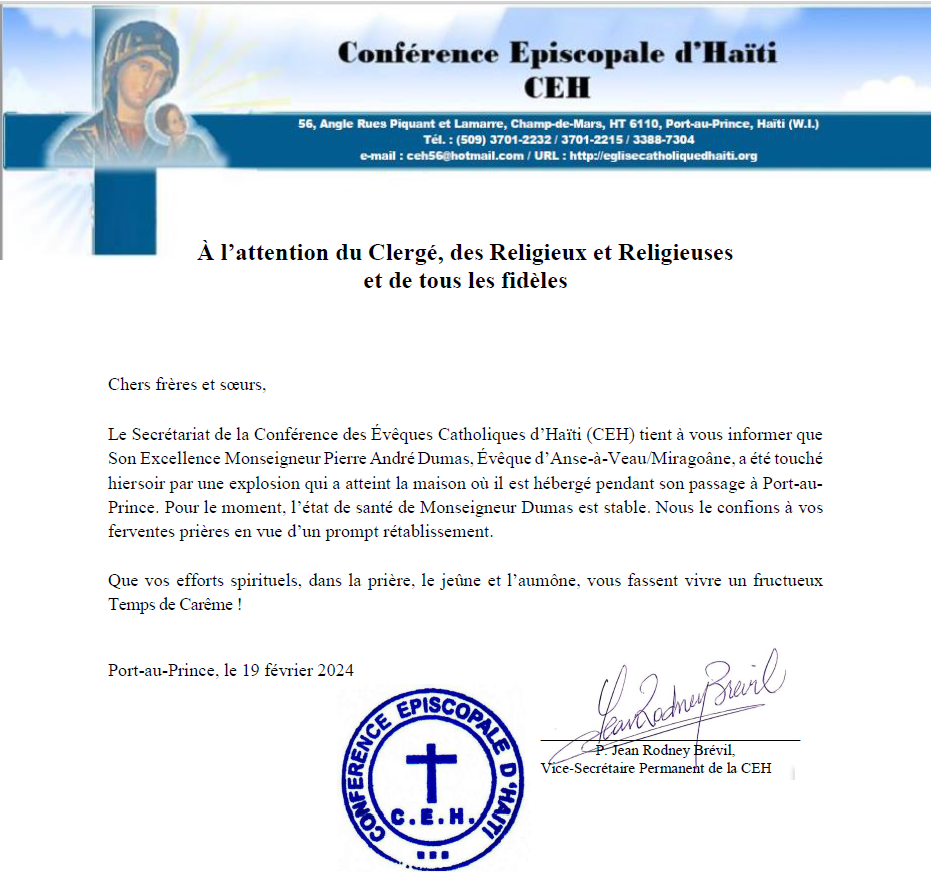 Conférence Episcopale d'Haïti
CEH
56, Angle Rues Piquant et Lamarre, Champ-de-Mars, HT 6110, Port-au-Prince, Haïti (W.I.)
Tél. : (509) 3701-2232 / 3701-2215 / 3388-7304
e-mail : ceh56@hotmail.com / URL : http://eglisecatholiquedhaiti.org
À l'attention du Clergé, des Religieux et Religieuses
et de tous les fidèles
Chers frères et sœurs,
Le Secrétariat de la Conférence des Évêques Catholiques d'Haïti (CEH) tient à vous informer que
Son Excellence Monseigneur Pierre André Dumas, Évêque d'Anse-à-Veau/Miragoâne, a été touché
hiersoir par une explosion qui a atteint la maison où il est hébergé pendant son passage à Port-au-
Prince. Pour le moment, l'état de santé de Monseigneur Dumas est stable. Nous le confions à vos
ferventes prières en vue d'un prompt rétablissement.
Que vos efforts spirituels, dans la prière, le jeûne et l'aumône, vous fassent vivre un fructueux
Temps de Carême !
Port-au-Prince, le 19 février 2024
Jean Rodney Brévil
P. Jean Rodney Brévil,
Vice-Secrétaire Permanent de la CEH
CONFERENCE EPISCOPALE D'HAITI
C.E.H.